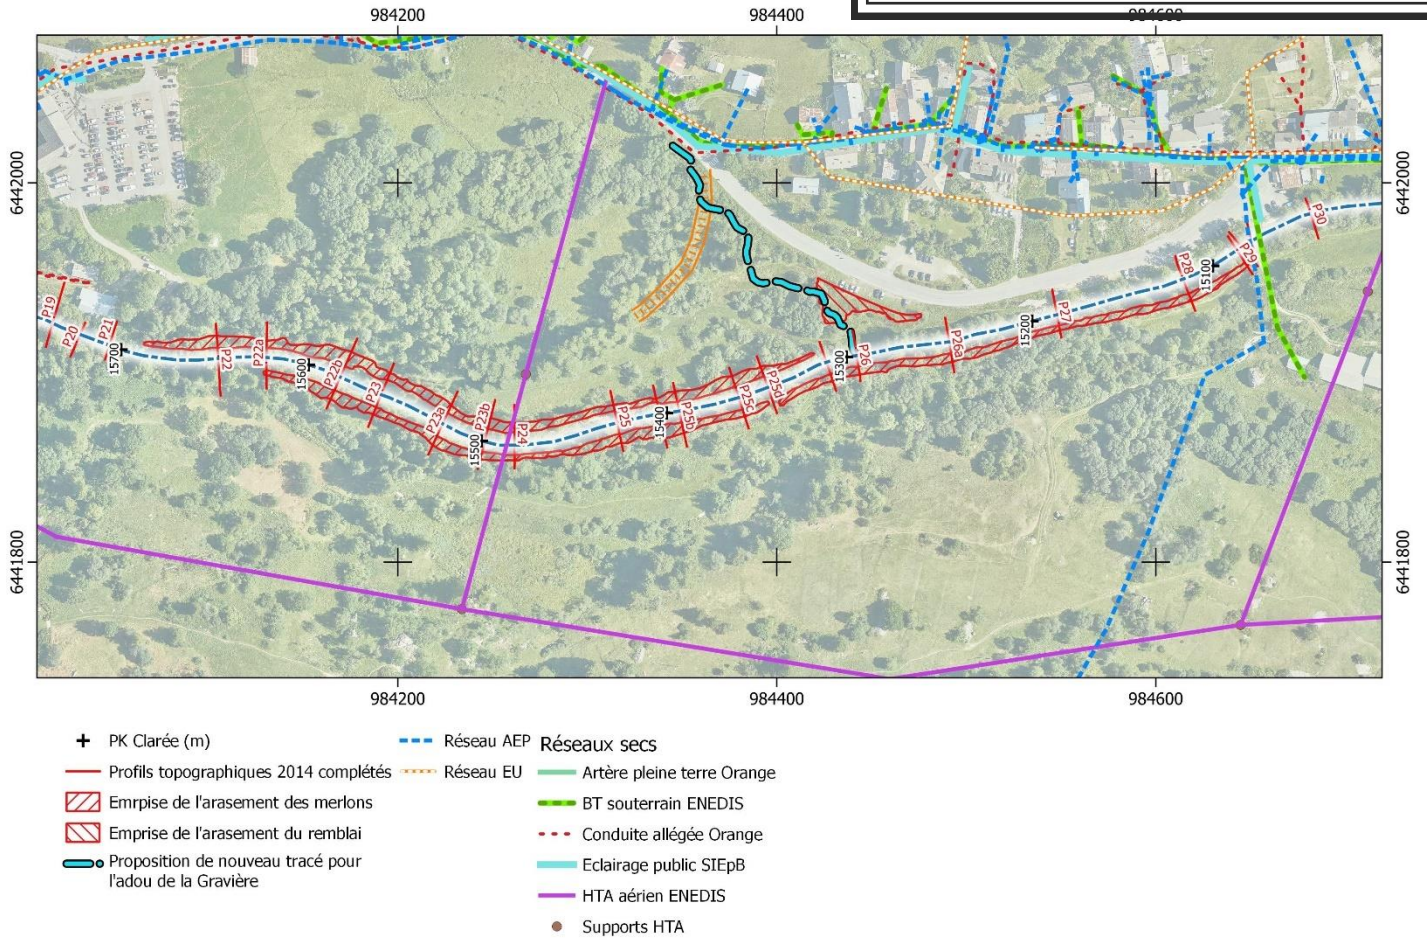 984200 984400 984600
6442000 6442000
P19
P20
P21
15700
P22
P22a
15600
P22b
P23
P23a
15500
P23b
P24
P25
15400
P25b
P25c
P25d
15300
P26
P26a
15200
P27
P28
15100
P29
P30
6441800 6441800
984200 984400 984600
PK Clarée (m)
Profils topographiques 2014 complétés
Emrpise de l'arasement des merlons
Emprise de l'arasement du remblai
Proposition de nouveau tracé pour
l'adou de la Gravière
Réseau AEP
Réseau EU
Réseaux secs
Artère pleine terre Orange
BT souterrain ENEDIS
Conduite allégée Orange
Eclairage public SIEpB
HTA aérien ENEDIS
Supports HTA